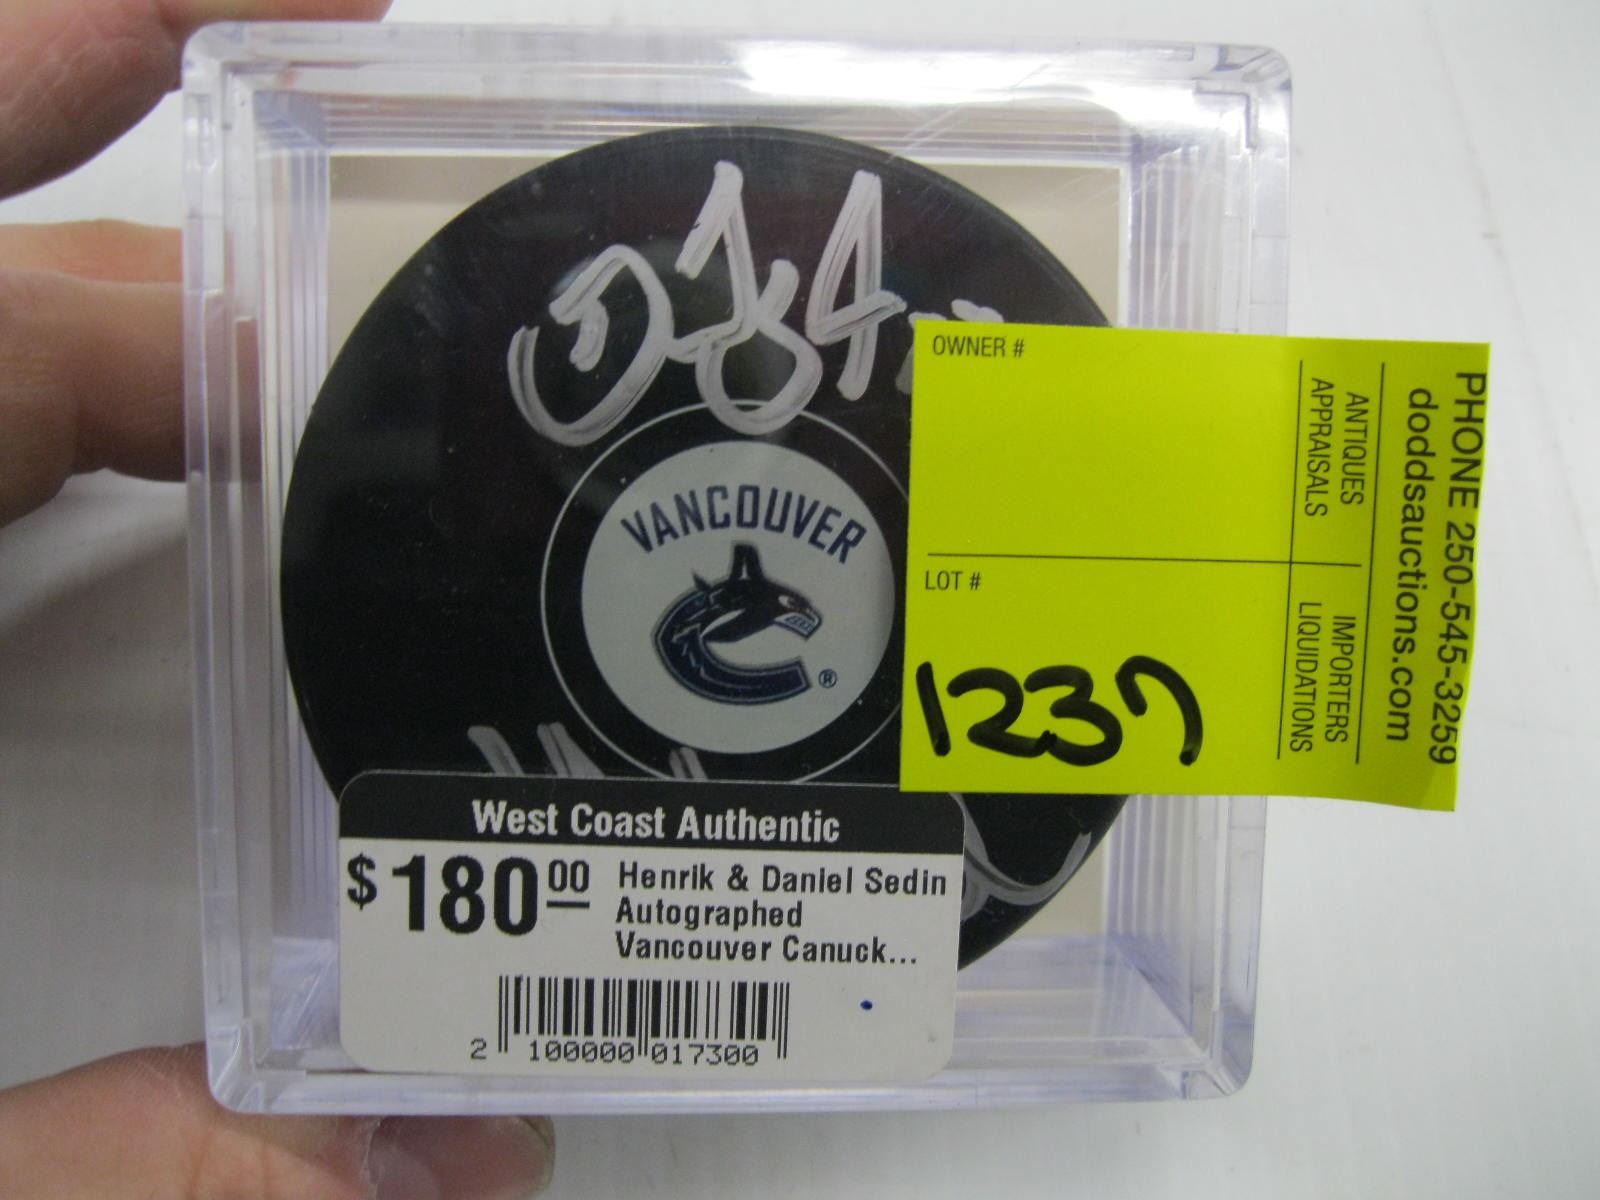 VANCOUVER
®
OWNER #
LOT #
1237
ANTIQUES
APPRAISALS
IMPORTERS
LIQUIDATIONS
PHONE 250-545-3259
doddsauctions.com
West Coast Authentic
$180.00
Henrik & Daniel Sedin
Autographed
Vancouver Canuck...
2 100000 017300